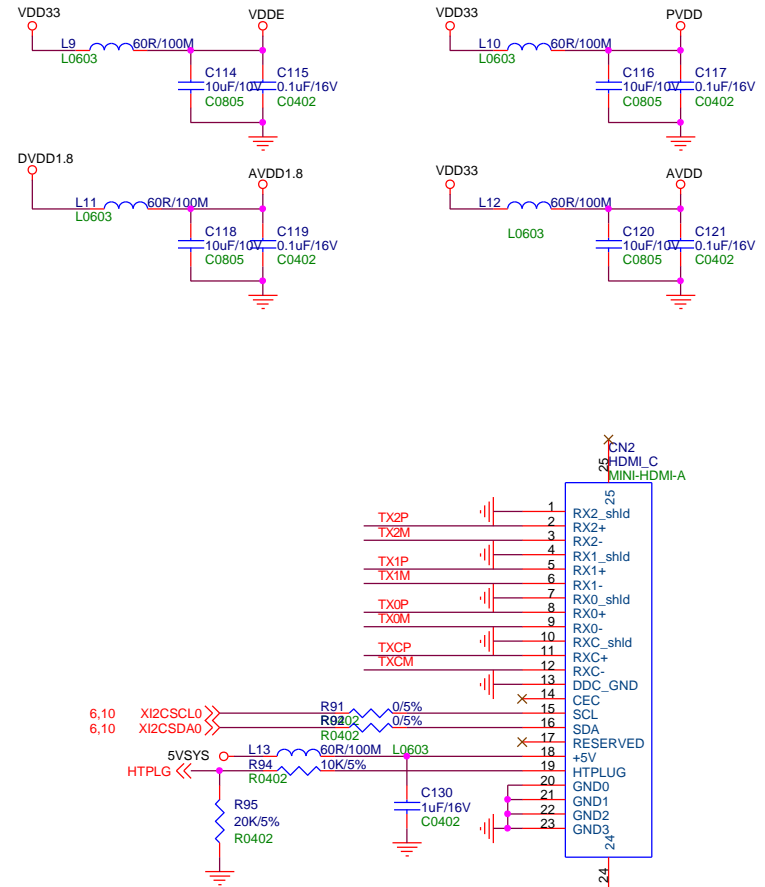 VDD33
VDDE
L9
60R/100M
L0603
C114
10uF/10V
C0805
C115
0.1uF/16V
C0402
VDD33
PVDD
L10
60R/100M
L0603
C116
10uF/10V
C0805
C117
0.1uF/16V
C0402
DVDD1.8
AVDD1.8
L11
60R/100M
L0603
C118
10uF/10V
C0805
C119
0.1uF/16V
C0402
VDD33
AVDD
L12
60R/100M
L0603
C120
10uF/10V
C0805
C121
0.1uF/16V
C0402
CN2
HDMI_C
MINI-HDMI-A
25
25
1 RX2_shld
TX2P 2 RX2+
TX2M 3 RX2-
4 RX1_shld
TX1P 5 RX1+
TX1M 6 RX1-
7 RX0_shld
TX0P 8 RX0+
TX0M 9 RX0-
10 RXC_shld
TXCP 11 RXC+
TXCM 12 RXC-
13 DDC_GND
14 CEC
6,10 XI2CSCL0 R91 0/5% 15 SCL
R0402
6,10 XI2CSDA0 R92 0/5% 16 SDA
R0402
17 RESERVED
5VSYS L13 60R/100M L0603 18 +5V
HTPLG R94 10K/5% 19 HTPLUG
R0402
20 GND0
21 GND1
22 GND2
23 GND3
24
24
C130
1uF/16V
C0402
R95
20K/5%
R0402